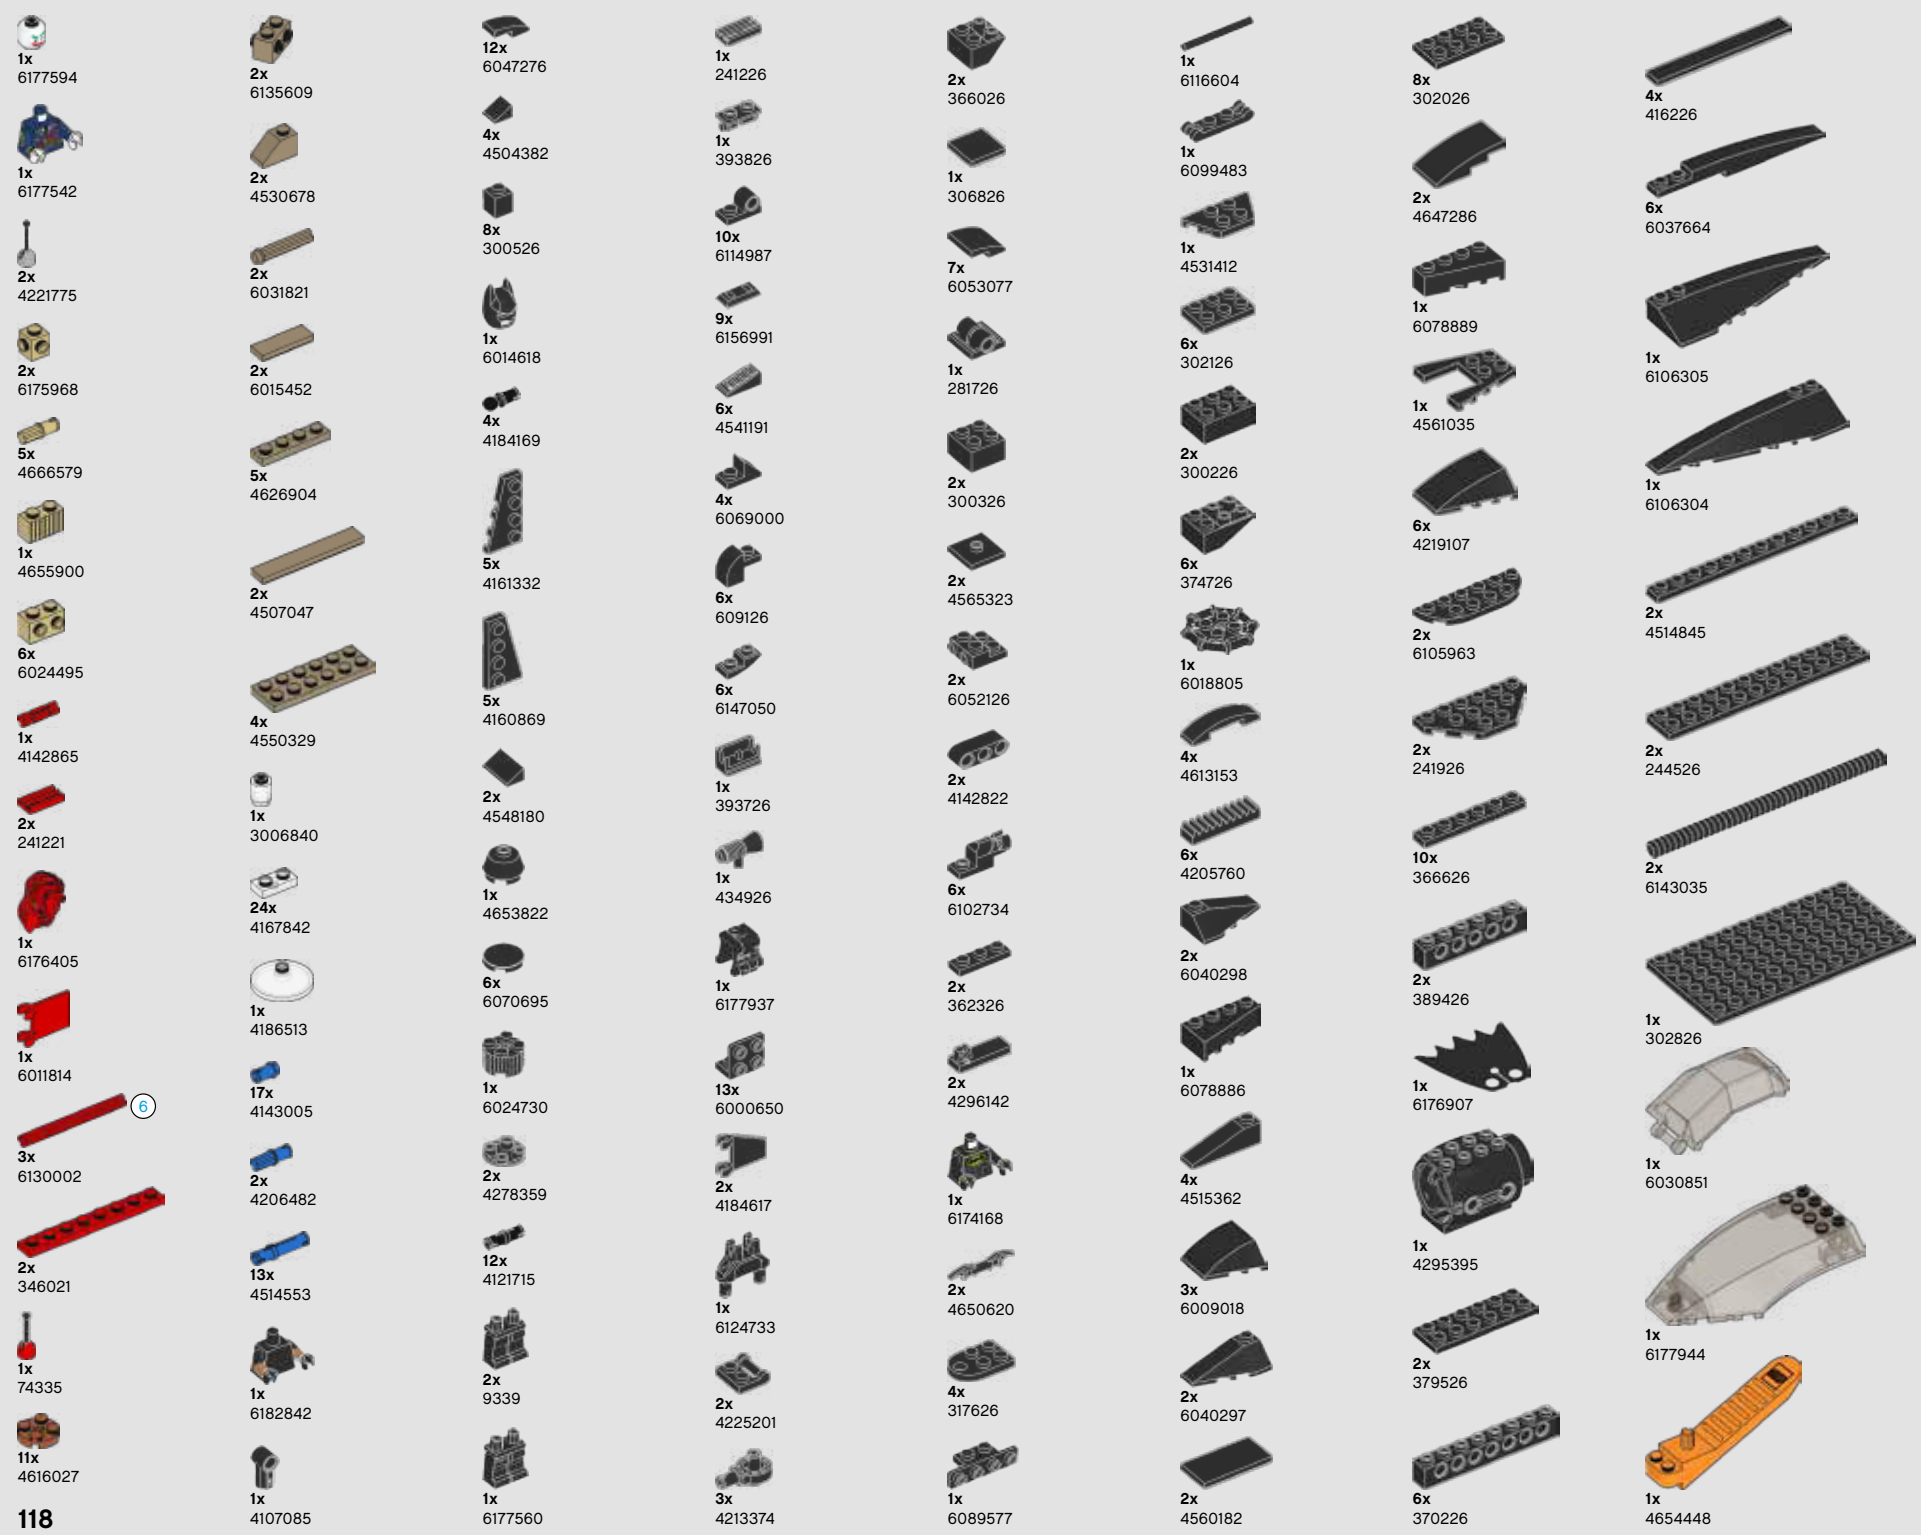 1x
6177594
1x
6177542
2x
4221775
2x
6175968
5x
4666579
1x
4655900
6x
6024495
1x
4142865
2x
241221
1x
6176405
1x
6011814
6
3x
6130002
2x
346021
1x
74335
11x
4616027
118
2x
6135609
2x
4530678
2x
6031821
2x
6015452
5x
4626904
2x
4507047
4x
4550329
1x
3006840
24x
4167842
1x
4186513
17x
4143005
2x
4206482
13x
4514553
1x
6182842
1x
4107085
12x
6047276
4x
4504382
8x
300526
1x
6014618
4x
4184169
5x
4161332
5x
4160869
2x
4548180
1x
4653822
6x
6070695
1x
6024730
2x
4278359
12x
4121715
2x
9339
1x
6177560
1x
241226
1x
393826
10x
6114987
9x
6156991
6x
4541191
4x
6069000
6x
609126
6x
6147050
1x
393726
1x
434926
1x
6177937
13x
6000650
2x
4184617
1x
6124733
2x
4225201
3x
4213374
2x
366026
1x
306826
7x
6053077
1x
281726
2x
300326
2x
4565323
2x
6052126
2x
4142822
6x
6102734
2x
362326
2x
4296142
1x
6174168
2x
4650620
4x
317626
1x
6089577
1x
6116604
1x
6099483
1x
4531412
6x
302126
2x
300226
6x
374726
1x
6018805
4x
4613153
6x
4205760
2x
6040298
1x
6078886
4x
4515362
3x
6009018
2x
6040297
2x
4560182
8x
302026
2x
4647286
1x
6078889
1x
4561035
6x
4219107
2x
6105963
2x
241926
10x
366626
2x
389426
1x
6176907
1x
4295395
2x
379526
6x
370226
4x
416226
6x
6037664
1x
6106305
1x
6106304
2x
4514845
2x
244526
2x
6143035
1x
302826
1x
6030851
1x
6177944
1x
4654448